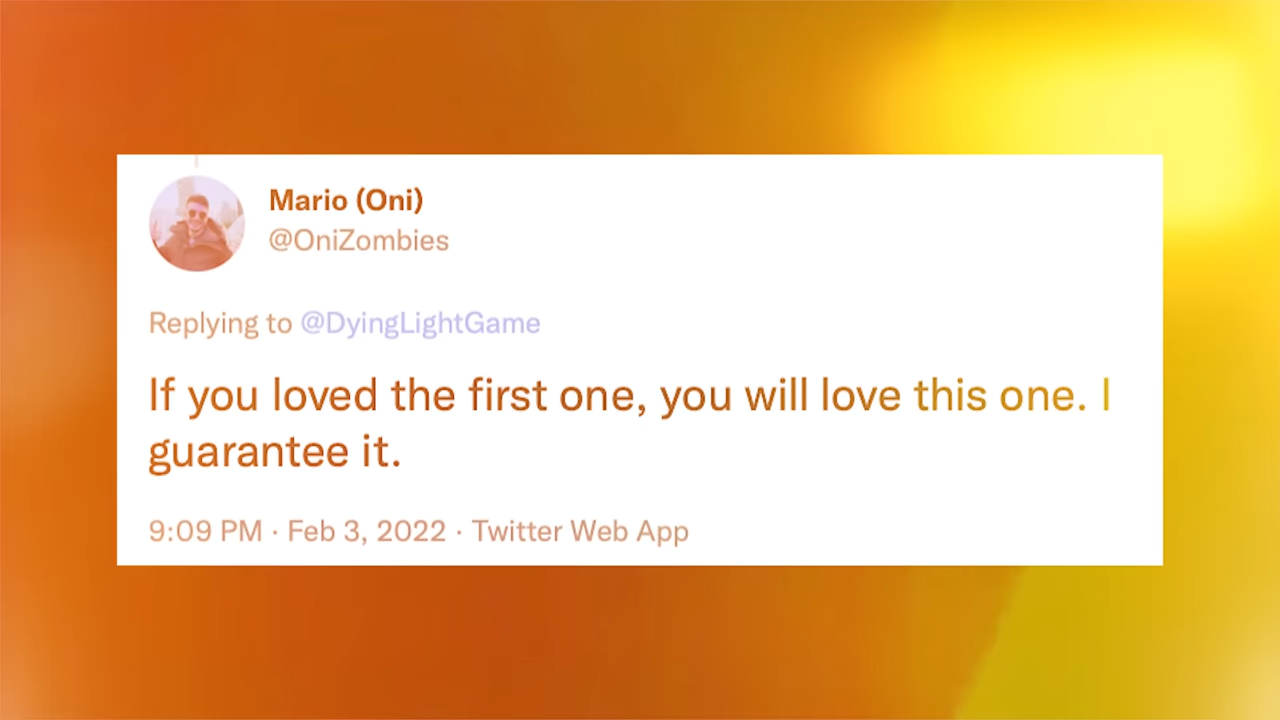 Mario (Oni)
@OniZombies
Replying to @DyingLightGame
If you loved the first one, you will love this one. I
guarantee it.
9:09 PM · Feb 3, 2022 · Twitter Web App